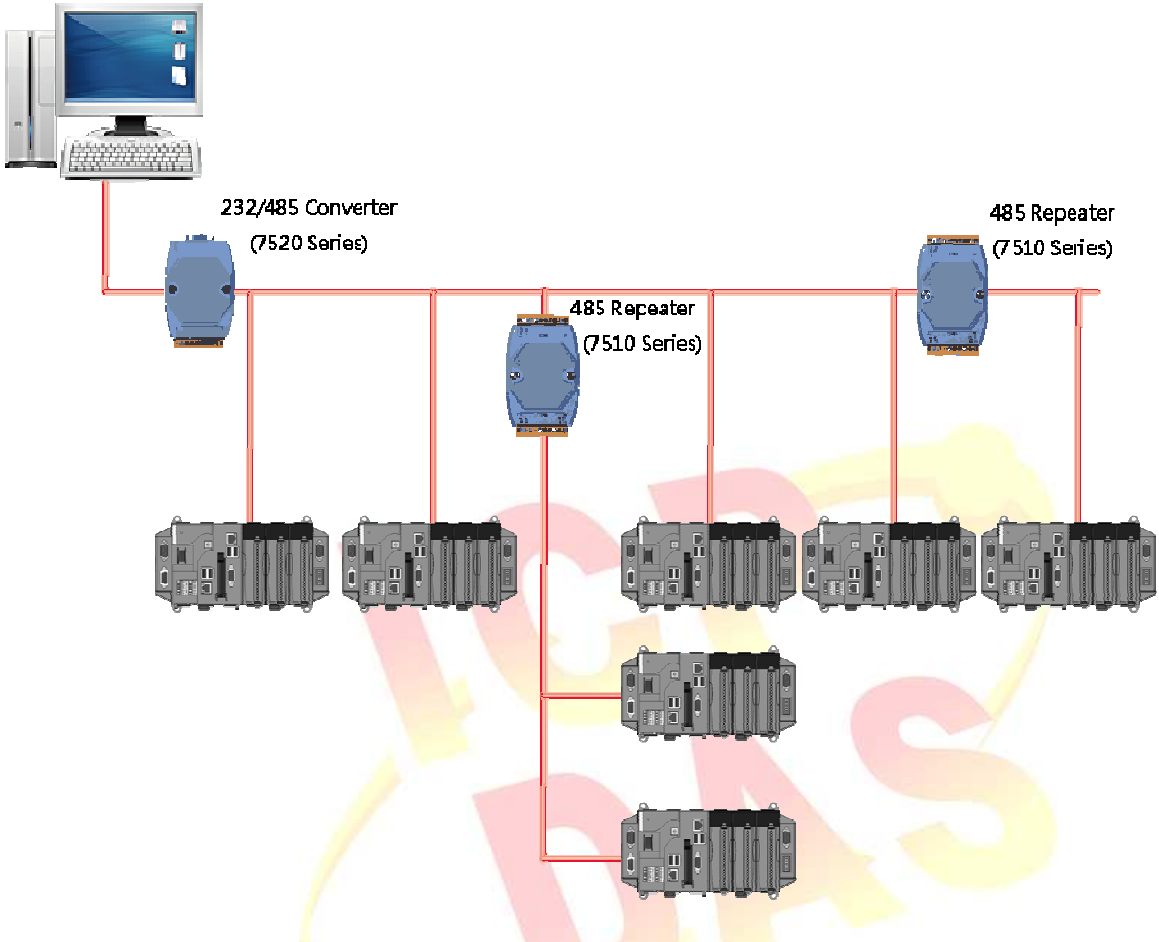 232/485 Converter
(7520 Series)
485 Repeater
(7510 Series)
485 Repeater
(7510 Series)
ICP
DAS